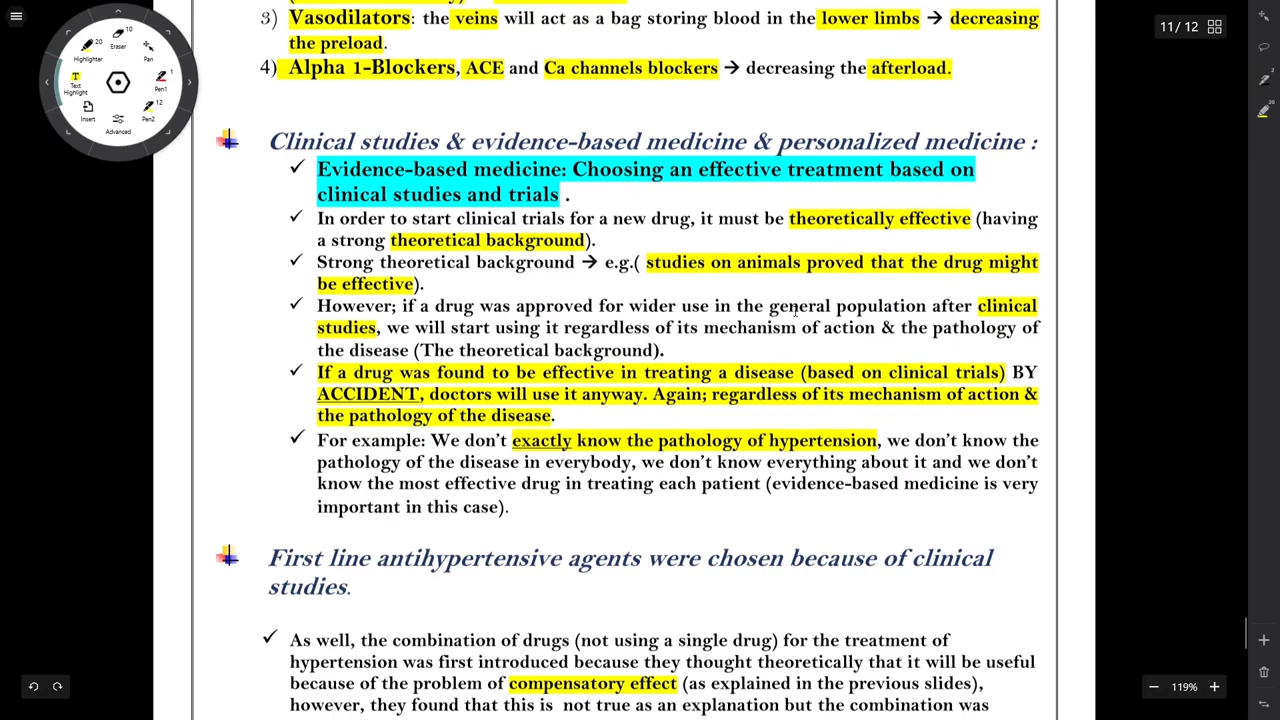 11 / 12
20
10
Highlighter
Eraser
Pan
1
Text
Highlight
Pen1
12
Insert
Pen2
Advanced
3) Vasodilators: the veins will act as a bag storing blood in the lower limbs → decreasing
the preload.
4) Alpha 1-Blockers, ACE and Ca channels blockers → decreasing the afterload.
Clinical studies & evidence-based medicine & personalized medicine :
✓ Evidence-based medicine: Choosing an effective treatment based on
clinical studies and trials .
✓ In order to start clinical trials for a new drug, it must be theoretically effective (having
a strong theoretical background).
✓ Strong theoretical background → e.g.( studies on animals proved that the drug might
be effective).
✓ However; if a drug was approved for wider use in the general population after clinical
studies, we will start using it regardless of its mechanism of action & the pathology of
the disease (The theoretical background).
✓ If a drug was found to be effective in treating a disease (based on clinical trials) BY
ACCIDENT, doctors will use it anyway. Again; regardless of its mechanism of action &
the pathology of the disease.
✓ For example: We don't exactly know the pathology of hypertension, we don't know the
pathology of the disease in everybody, we don't know everything about it and we don't
know the most effective drug in treating each patient (evidence-based medicine is very
important in this case).
First line antihypertensive agents were chosen because of clinical
studies.
✓ As well, the combination of drugs (not using a single drug) for the treatment of
hypertension was first introduced because they thought theoretically that it will be useful
because of the problem of compensatory effect (as explained in the previous slides),
however, they found that this is not true as an explanation but the combination was
119%